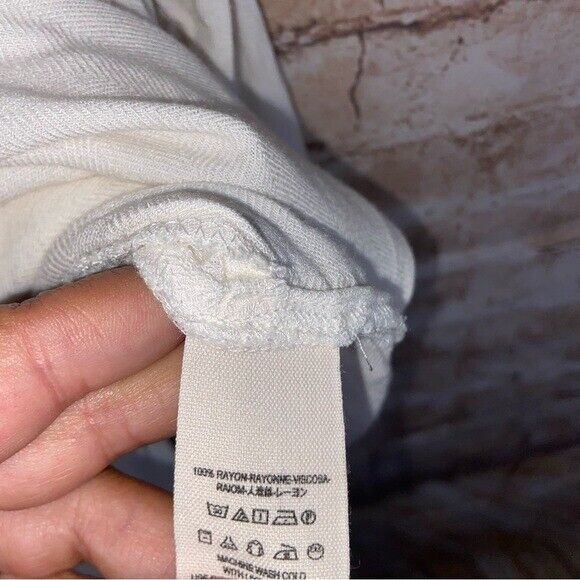 100% RAYON-RAYONNE-VISCOSA-
RAIOM-人造絲-レーヨン
MACHINE WASH COLD